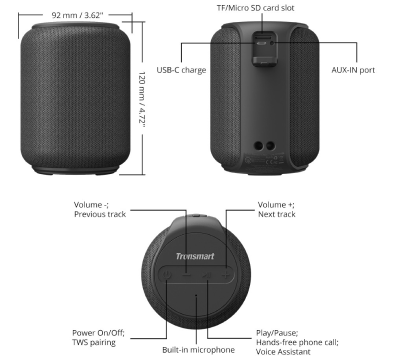 92 mm / 3.62"
120 mm / 4.72"
TF/Micro SD card slot
USB-C charge
AUX-IN port
Volume -;
Previous track
Volume +;
Next track
Tronsmart
Power On/Off;
TWS pairing
Built-in microphone
Play/Pause;
Hands-free phone call;
Voice Assistant